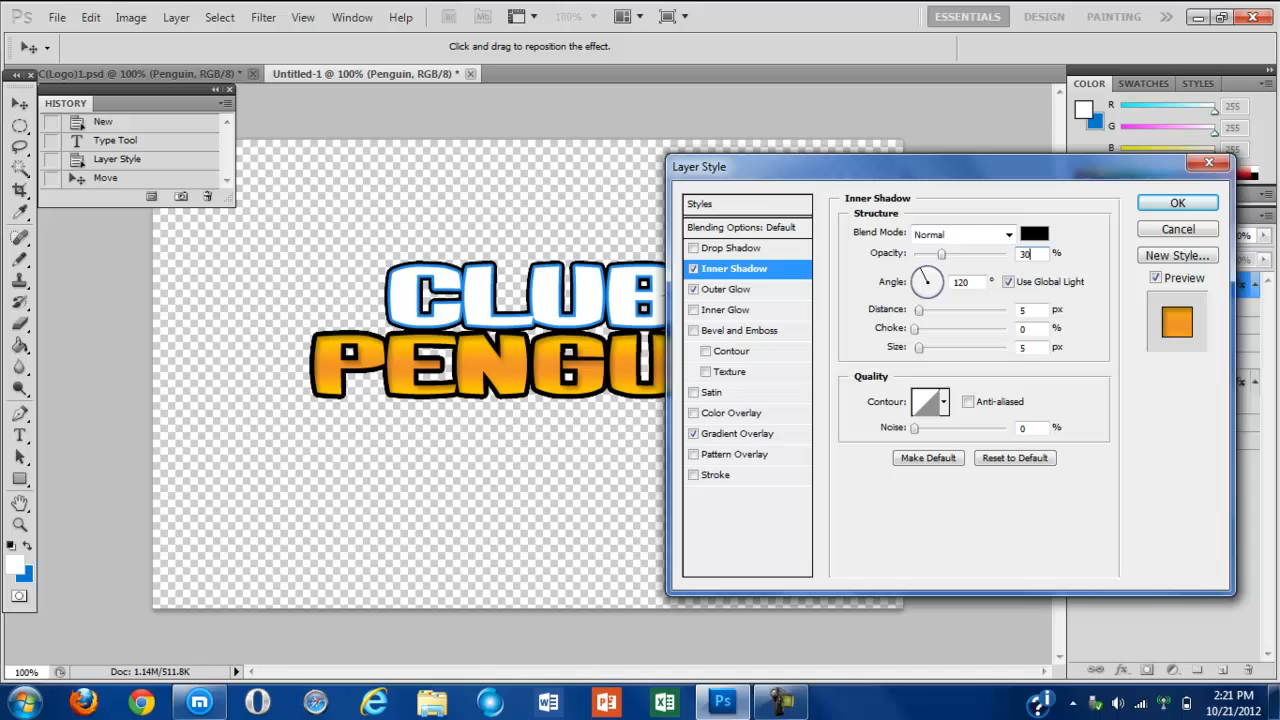 Ps File Edit Image Layer Select Filter View Window Help Br Mb 100% ESSENTIALS DESIGN PAINTING
Click and drag to reposition the effect.
C(Logo)1.psd @ 100% (Penguin, RGB/8) * Untitled-1 @ 100% (Penguin, RGB/8) *
HISTORY
New
Type Tool
Layer Style
Move
COLOR SWATCHES STYLES
R 255
G 255
B 255
CLUB
PENGU
Layer Style
Styles
Blending Options: Default
Drop Shadow
Inner Shadow
Outer Glow
Inner Glow
Bevel and Emboss
Contour
Texture
Satin
Color Overlay
Gradient Overlay
Pattern Overlay
Stroke
Inner Shadow
Structure
Blend Mode: Normal
Opacity: 30 %
Angle: 120 ° Use Global Light
Distance: 5 px
Choke: 0 %
Size: 5 px
Quality
Contour: Anti-aliased
Noise: 0 %
Make Default Reset to Default
OK
Cancel
New Style...
Preview
100% Doc: 1.14M/511.8K
2:21 PM
10/21/2012